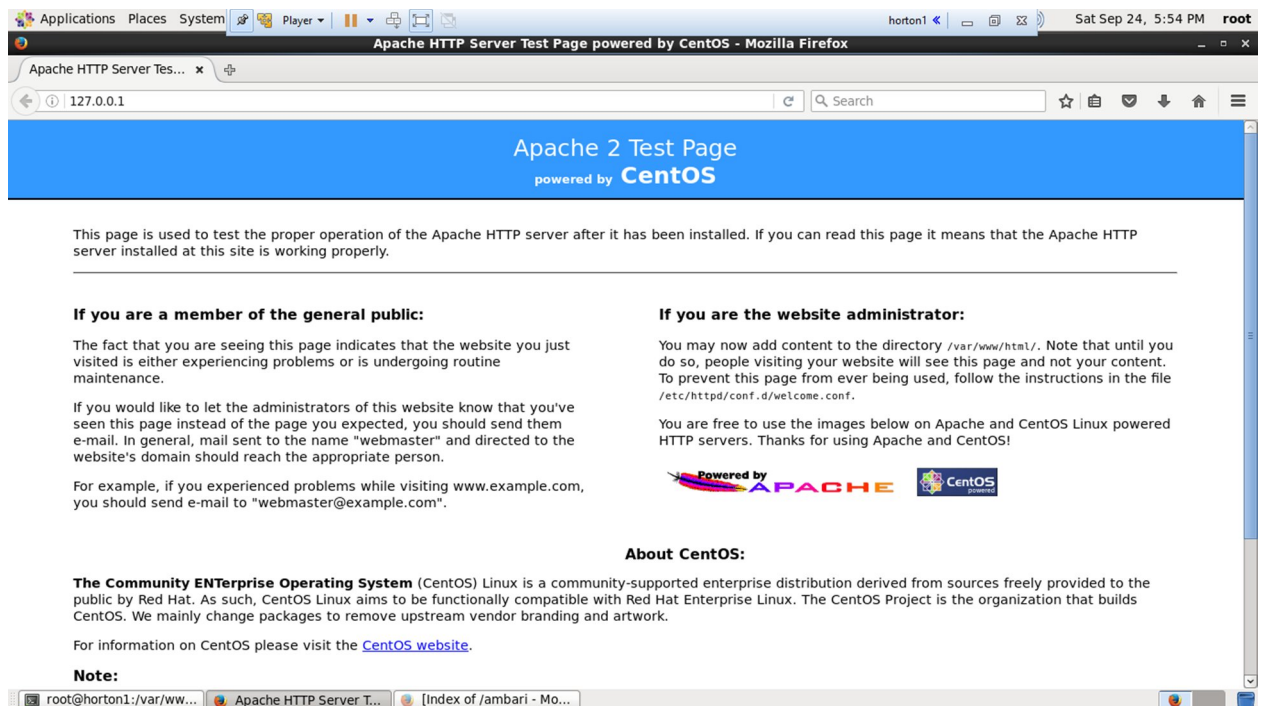 Applications Places System Player horton1 Sat Sep 24, 5:54 PM root
Apache HTTP Server Test Page powered by CentOS - Mozilla Firefox
Apache HTTP Server Tes...
127.0.0.1 Search
Apache 2 Test Page
powered by CentOS
This page is used to test the proper operation of the Apache HTTP server after it has been installed. If you can read this page it means that the Apache HTTP
server installed at this site is working properly.
If you are a member of the general public:
The fact that you are seeing this page indicates that the website you just
visited is either experiencing problems or is undergoing routine
maintenance.
If you would like to let the administrators of this website know that you've
seen this page instead of the page you expected, you should send them
e-mail. In general, mail sent to the name "webmaster" and directed to the
website's domain should reach the appropriate person.
For example, if you experienced problems while visiting www.example.com,
you should send e-mail to "webmaster@example.com".
If you are the website administrator:
You may now add content to the directory /var/www/html/. Note that until you
do so, people visiting your website will see this page and not your content.
To prevent this page from ever being used, follow the instructions in the file
/etc/httpd/conf.d/welcome.conf.
You are free to use the images below on Apache and CentOS Linux powered
HTTP servers. Thanks for using Apache and CentOS!
Powered by
APACHE
CentOS
powered
About CentOS:
The Community ENTerprise Operating System (CentOS) Linux is a community-supported enterprise distribution derived from sources freely provided to the
public by Red Hat. As such, CentOS Linux aims to be functionally compatible with Red Hat Enterprise Linux. The CentOS Project is the organization that builds
CentOS. We mainly change packages to remove upstream vendor branding and artwork.
For information on CentOS please visit the CentOS website.
Note:
root@horton1:/var/ww... Apache HTTP Server T... [Index of /ambari - Mo...